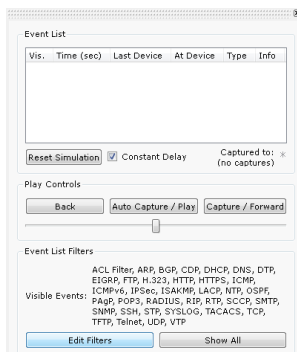 Event List
Vis. Time (sec) Last Device At Device Type Info
Reset Simulation Constant Delay Captured to: *
(no captures)
Play Controls
Back Auto Capture / Play Capture / Forward
Event List Filters
Visible Events:
ACL Filter, ARP, BGP, CDP, DHCP, DNS, DTP,
EIGRP, FTP, H.323, HTTP, HTTPS, ICMP,
ICMPv6, IPSec, ISAKMP, LACP, NTP, OSPF,
PAgP, POP3, RADIUS, RIP, RTP, SCCP, SMTP,
SNMP, SSH, STP, SYSLOG, TACACS, TCP,
TFTP, Telnet, UDP, VTP
Edit Filters Show All